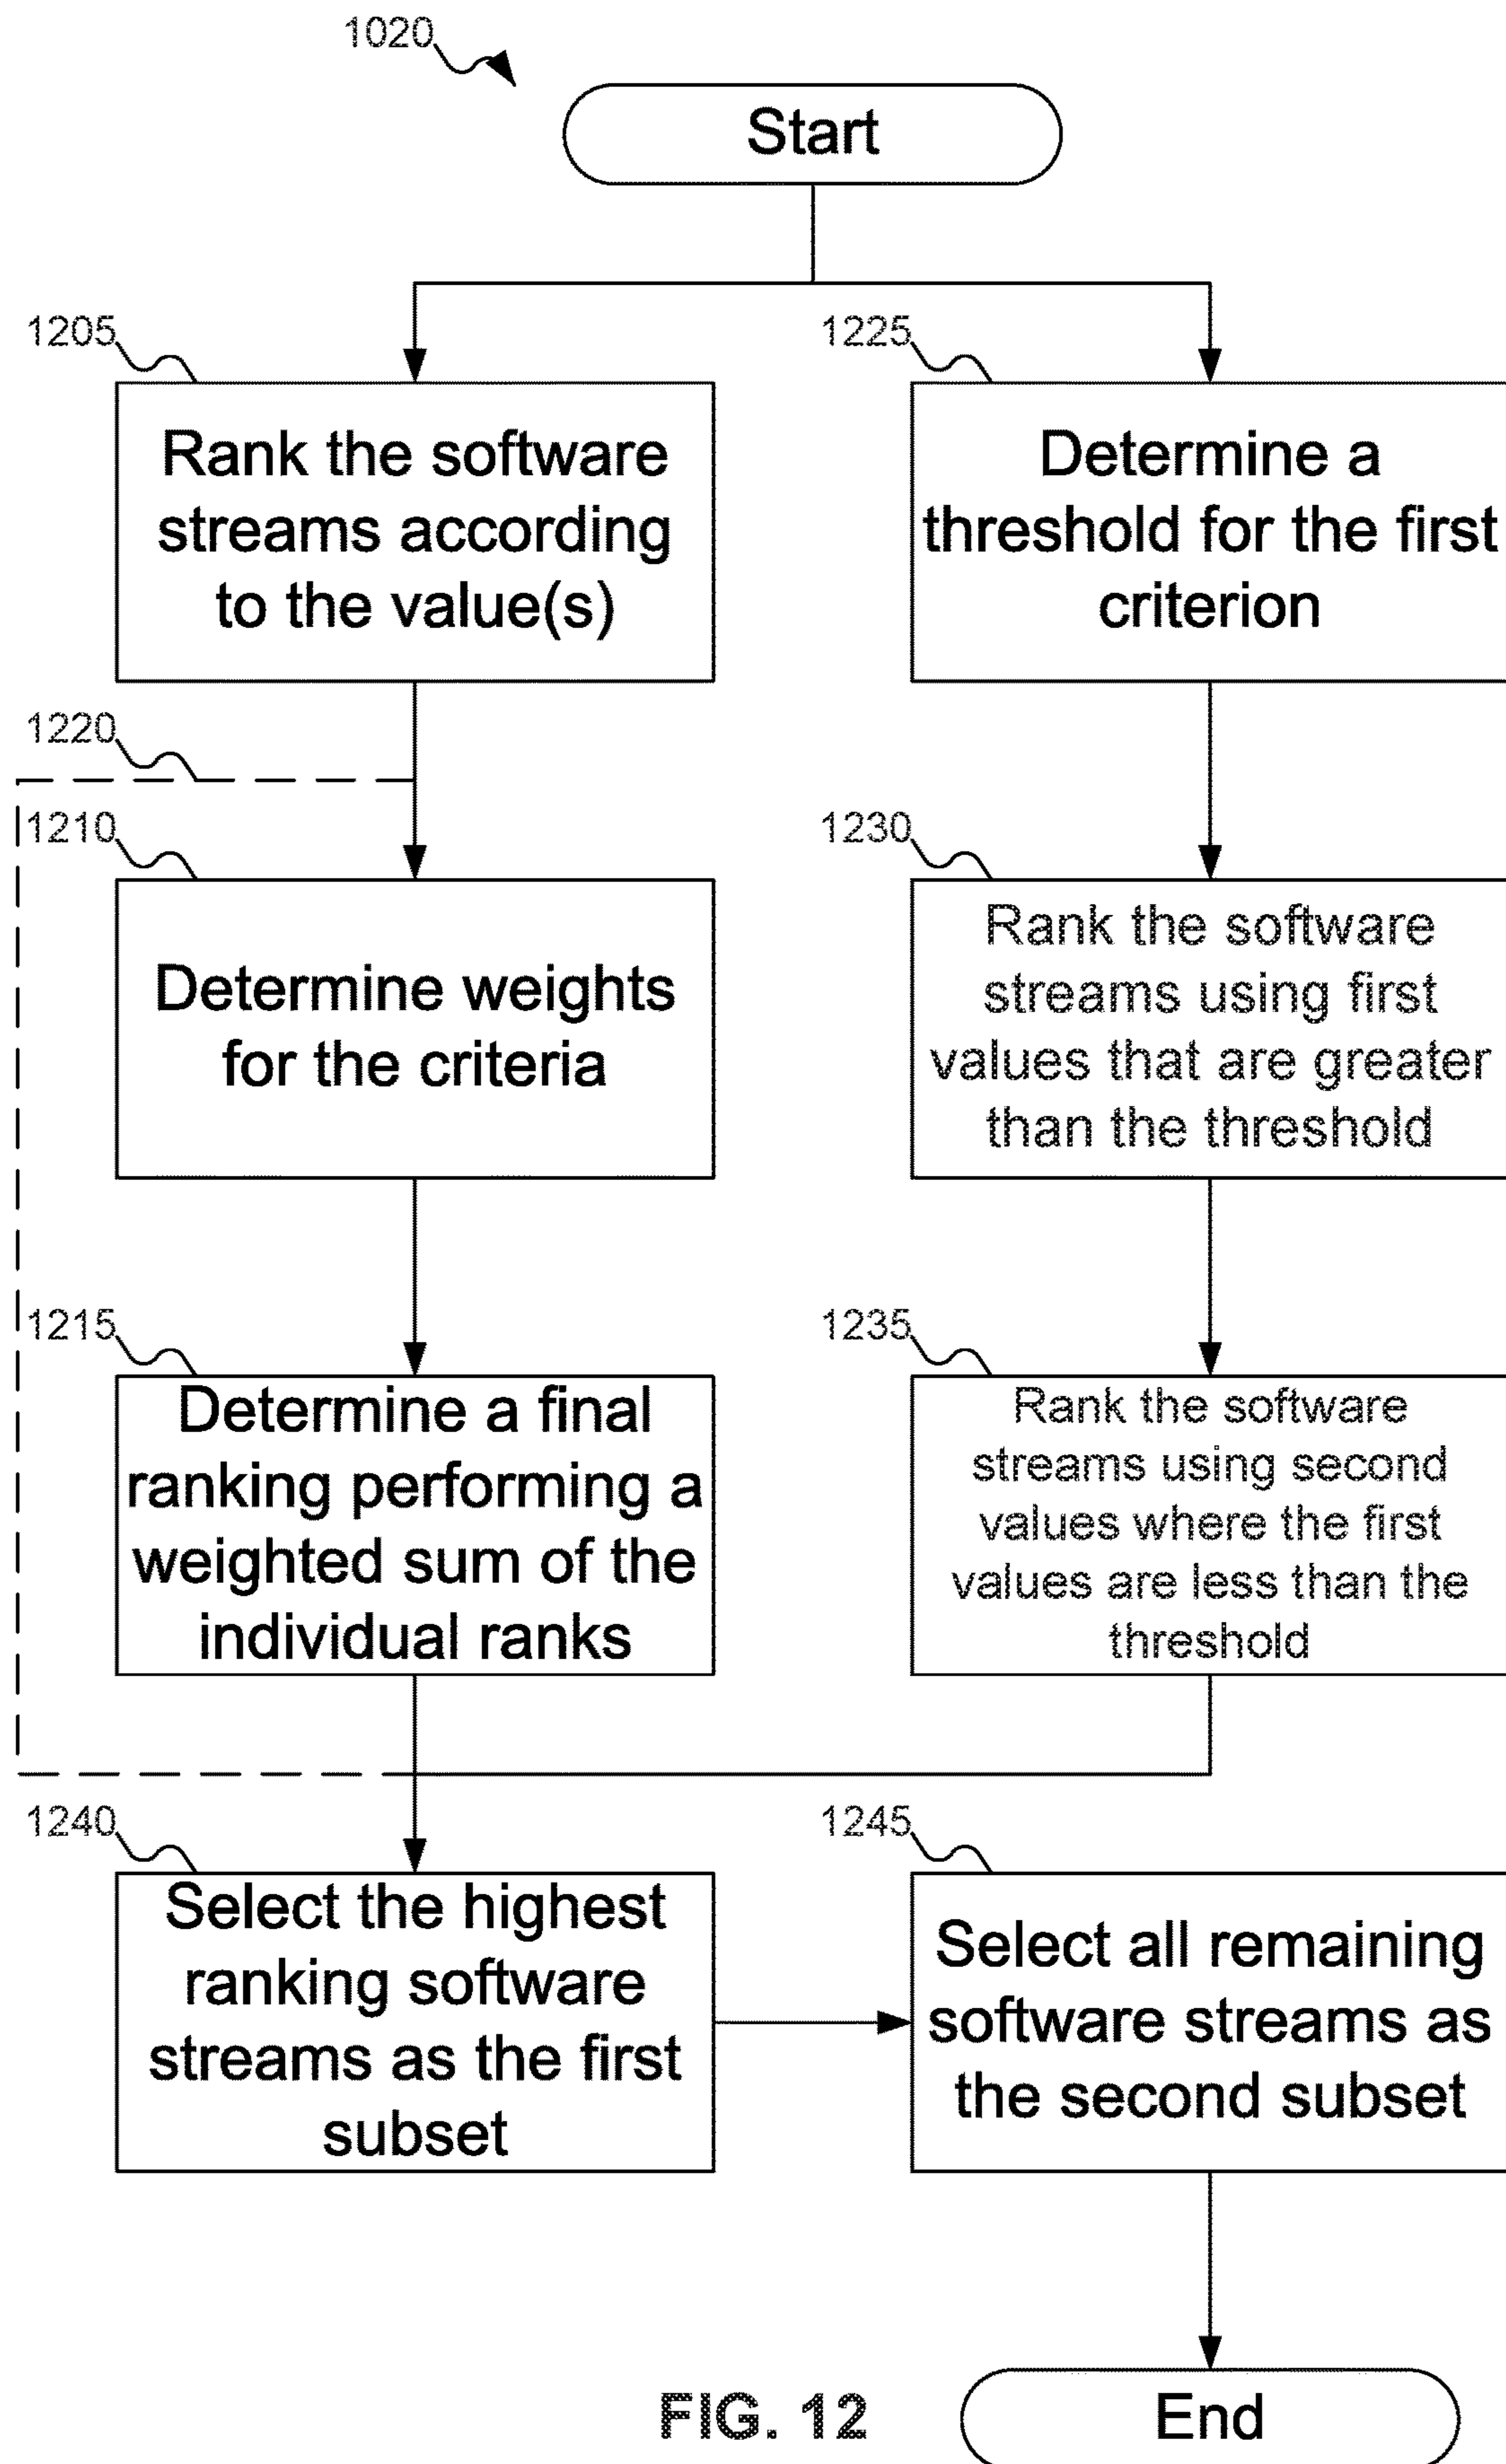 1020
Start
1205
Rank the software
streams according
to the value(s)
1225
Determine a
threshold for the first
criterion
1220
1210
Determine weights
for the criteria
1230
Rank the software
streams using first
values that are greater
than the threshold
1215
Determine a final
ranking performing a
weighted sum of the
individual ranks
1235
Rank the software
streams using second
values where the first
values are less than the
threshold
1240
Select the highest
ranking software
streams as the first
subset
1245
Select all remaining
software streams as
the second subset
FIG. 12
End